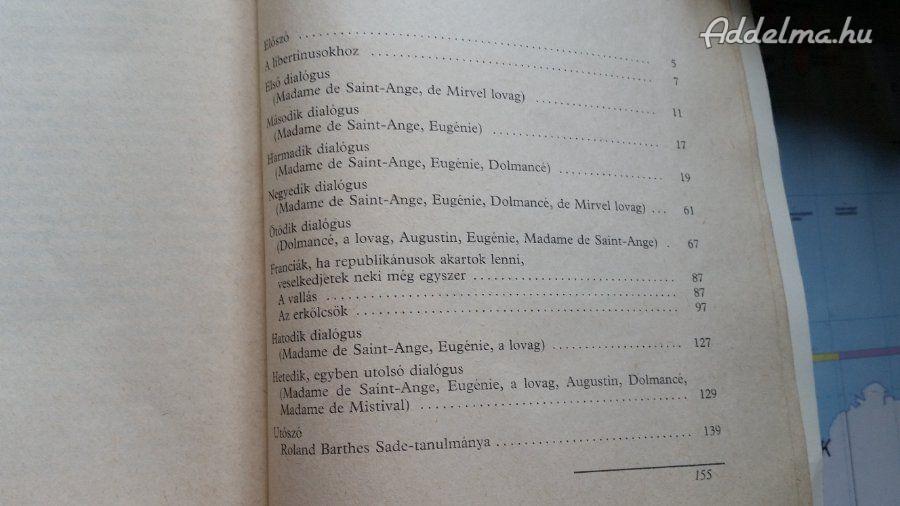 Addelma.hu
Előszó ........ 5
A libertinusokhoz ........ 7
Első dialógus
(Madame de Saint-Ange, de Mirvel lovag) ........ 11
Második dialógus
(Madame de Saint-Ange, Eugénie) ........ 17
Harmadik dialógus
(Madame de Saint-Ange, Eugénie, Dolmancé) ........ 19
Negyedik dialógus
(Madame de Saint-Ange, Eugénie, Dolmancé, de Mirvel lovag) ... 61
Ötödik dialógus
(Dolmancé, a lovag, Augustin, Eugénie, Madame de Saint-Ange) . 67
Franciák, ha republikánusok akartok lenni,
veselkedjetek neki még egyszer ........ 87
A vallás ........ 87
Az erkölcsök ........ 97
Hatodik dialógus
(Madame de Saint-Ange, Eugénie, a lovag) ........ 127
Hetedik, egyben utolsó dialógus
(Madame de Saint-Ange, Eugénie, a lovag, Augustin, Dolmancé,
Madame de Mistival) ........ 129
Utószó
Roland Barthes Sade-tanulmánya ........ 139
155